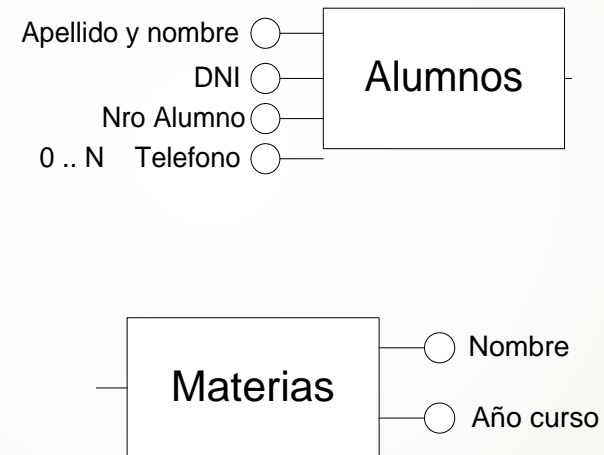 Apellido y nombre
DNI
Nro Alumno
0 .. N Telefono
Alumnos
Materias
Nombre
Año curso